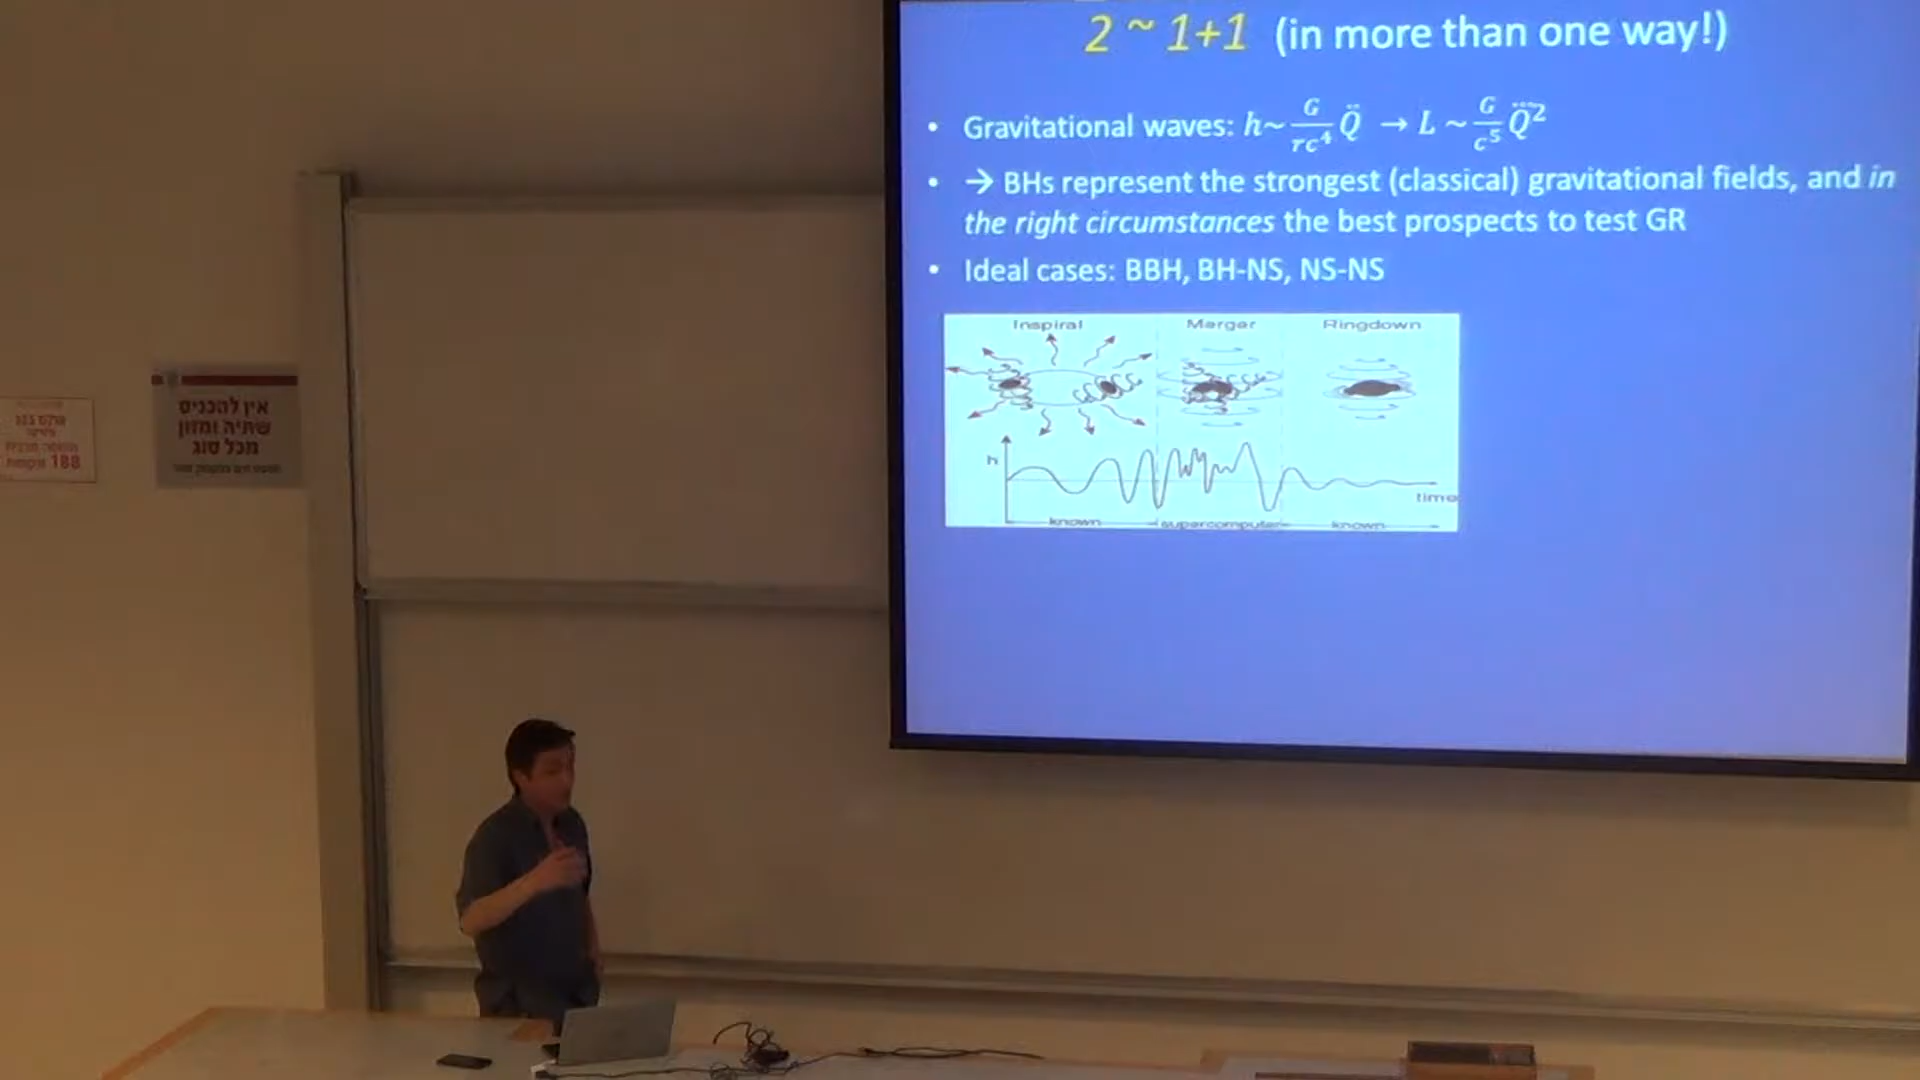 2 ~ 1+1 (in more than one way!)
• Gravitational waves: h~ G/rc⁴ Q̈ → L ~ G/c⁵ Q⃛²
• → BHs represent the strongest (classical) gravitational fields, and in
the right circumstances the best prospects to test GR
• Ideal cases: BBH, BH-NS, NS-NS
Inspiral Merger Ringdown
h
time
known supercomputer known
אין להכניס
שתיה ומזון
מכל סוג
188